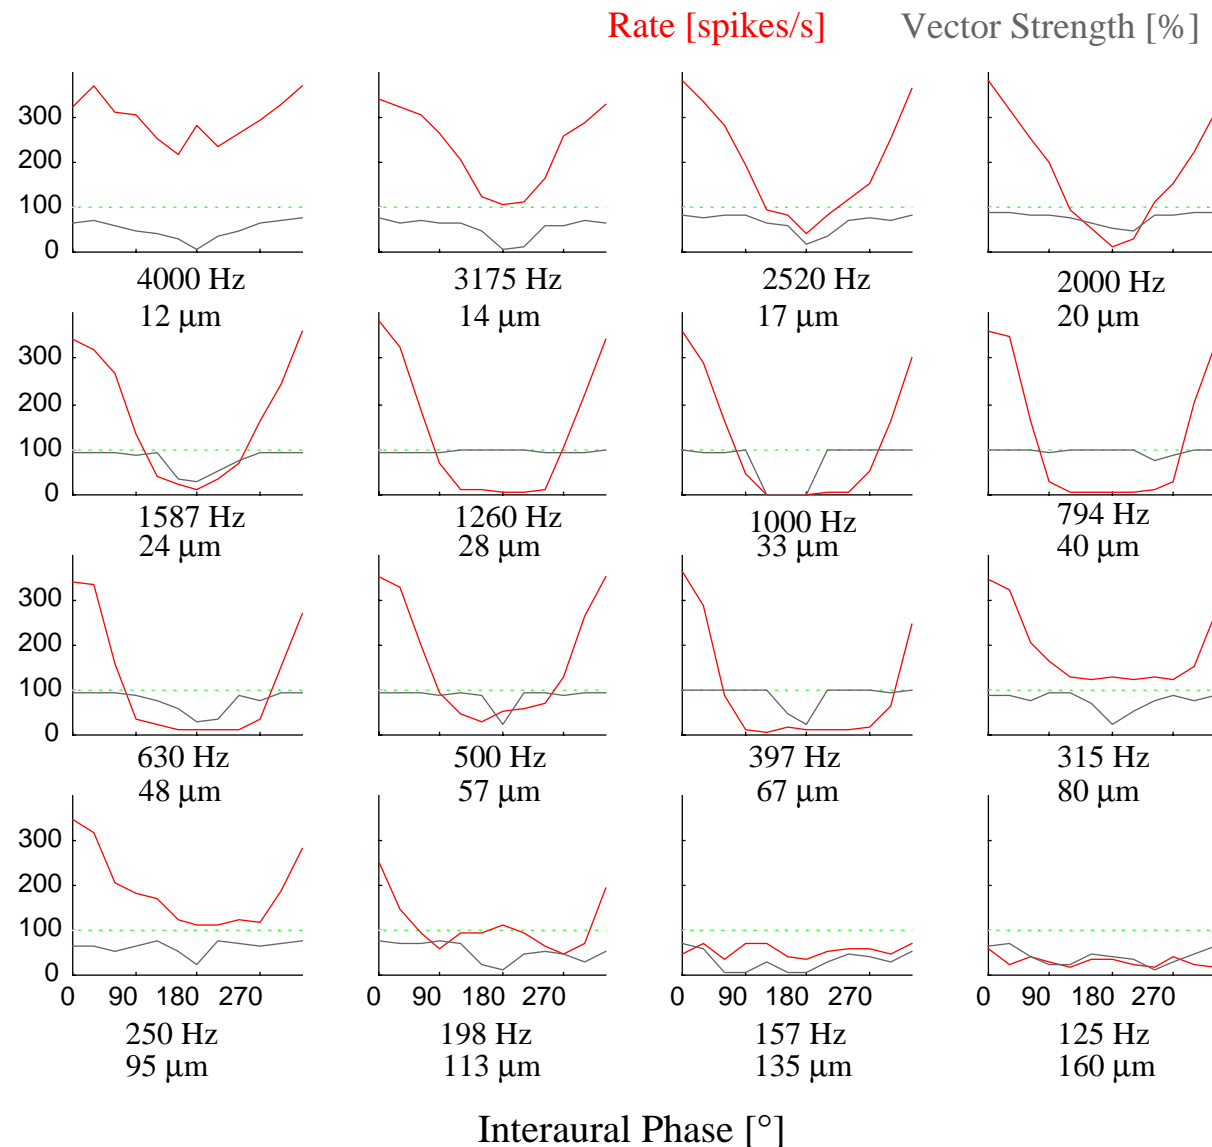 Rate [spikes/s] Vector Strength [%]
300
200
100
0
4000 Hz 3175 Hz 2520 Hz 2000 Hz
12 μm 14 μm 17 μm 20 μm
300
200
100
0
1587 Hz 1260 Hz 1000 Hz 794 Hz
24 μm 28 μm 33 μm 40 μm
300
200
100
0
630 Hz 500 Hz 397 Hz 315 Hz
48 μm 57 μm 67 μm 80 μm
300
200
100
0
0 90 180 270 0 90 180 270 0 90 180 270 0 90 180 270
250 Hz 198 Hz 157 Hz 125 Hz
95 μm 113 μm 135 μm 160 μm
Interaural Phase [°]